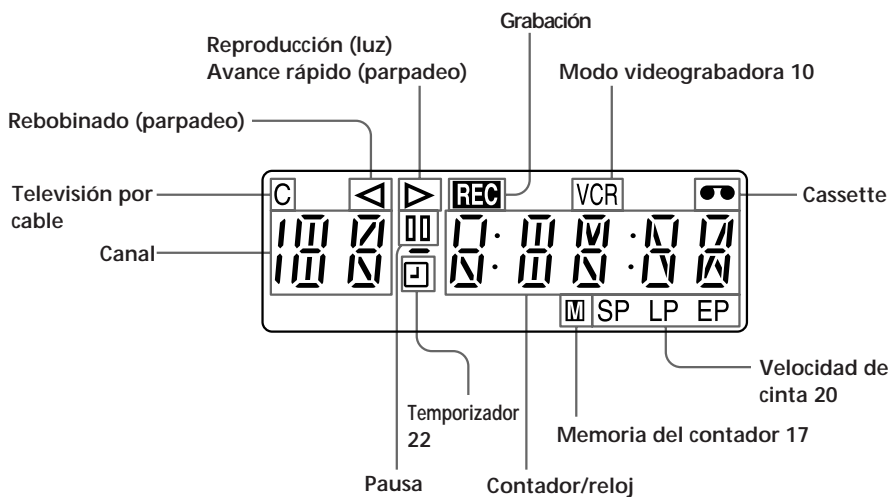 Grabación
Reproducción (luz)
Avance rápido (parpadeo)
Modo videograbadora 10
Rebobinado (parpadeo)
Televisión por
cable
C
REC
VCR
Cassette
Canal
M SP LP EP
Velocidad de
cinta 20
Temporizador
22
Memoria del contador 17
Pausa
Contador/reloj